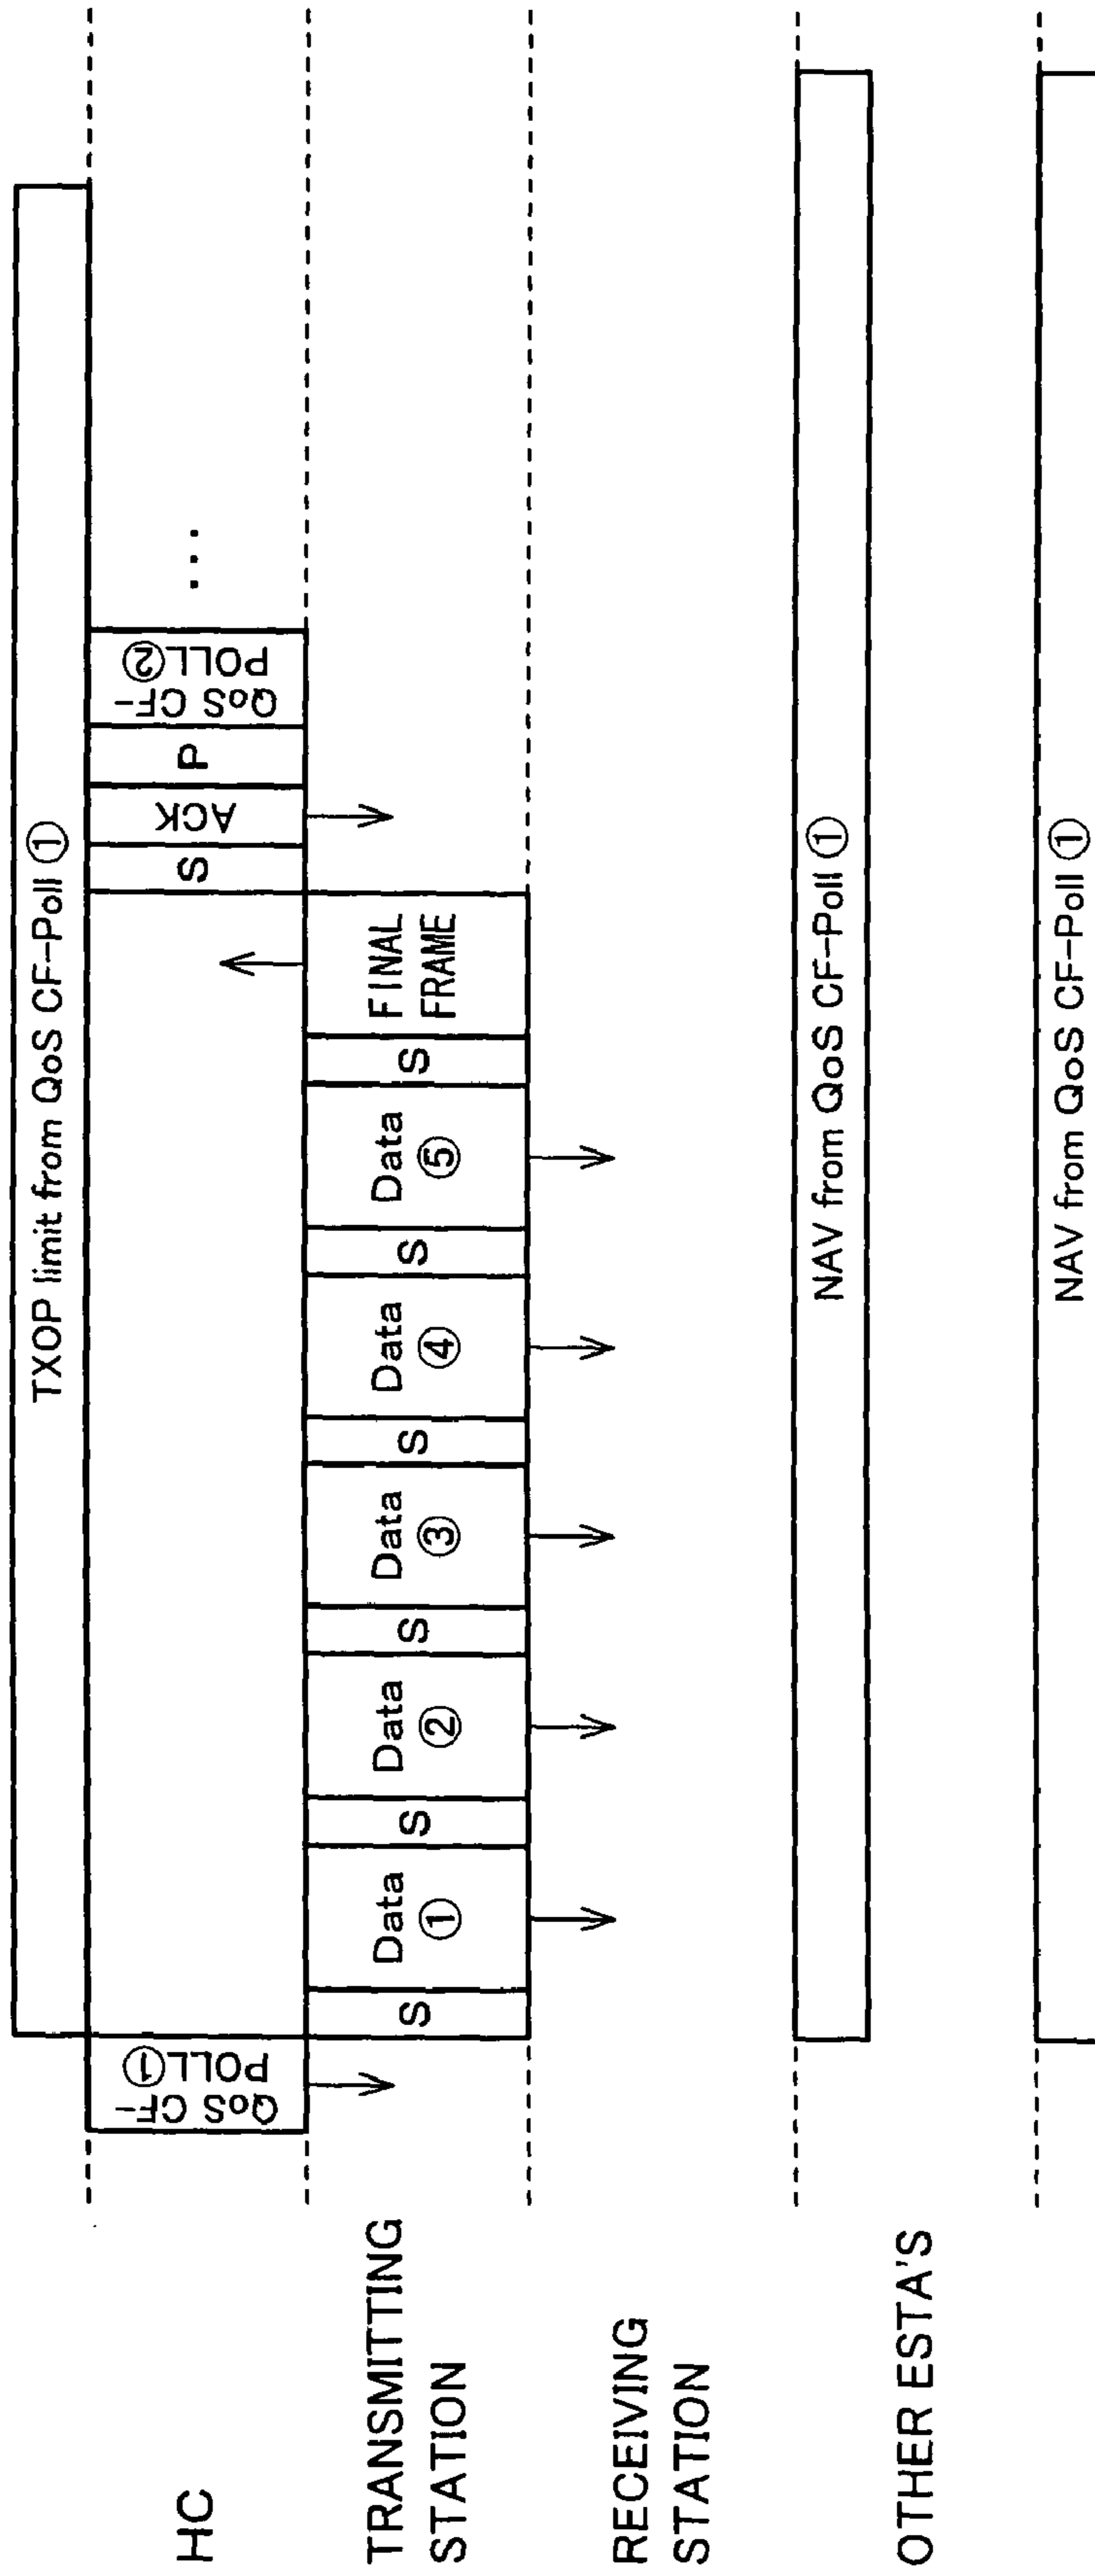 TXOP limit from QoS CF-Poll ①
HC
QoS CF-
POLL①
S
ACK
P
QoS CF-
POLL②
...
TRANSMITTING
STATION
S
Data
①
S
Data
②
S
Data
③
S
Data
④
S
Data
⑤
S
FINAL
FRAME
RECEIVING
STATION
NAV from QoS CF-Poll ①
OTHER ESTA'S
NAV from QoS CF-Poll ①